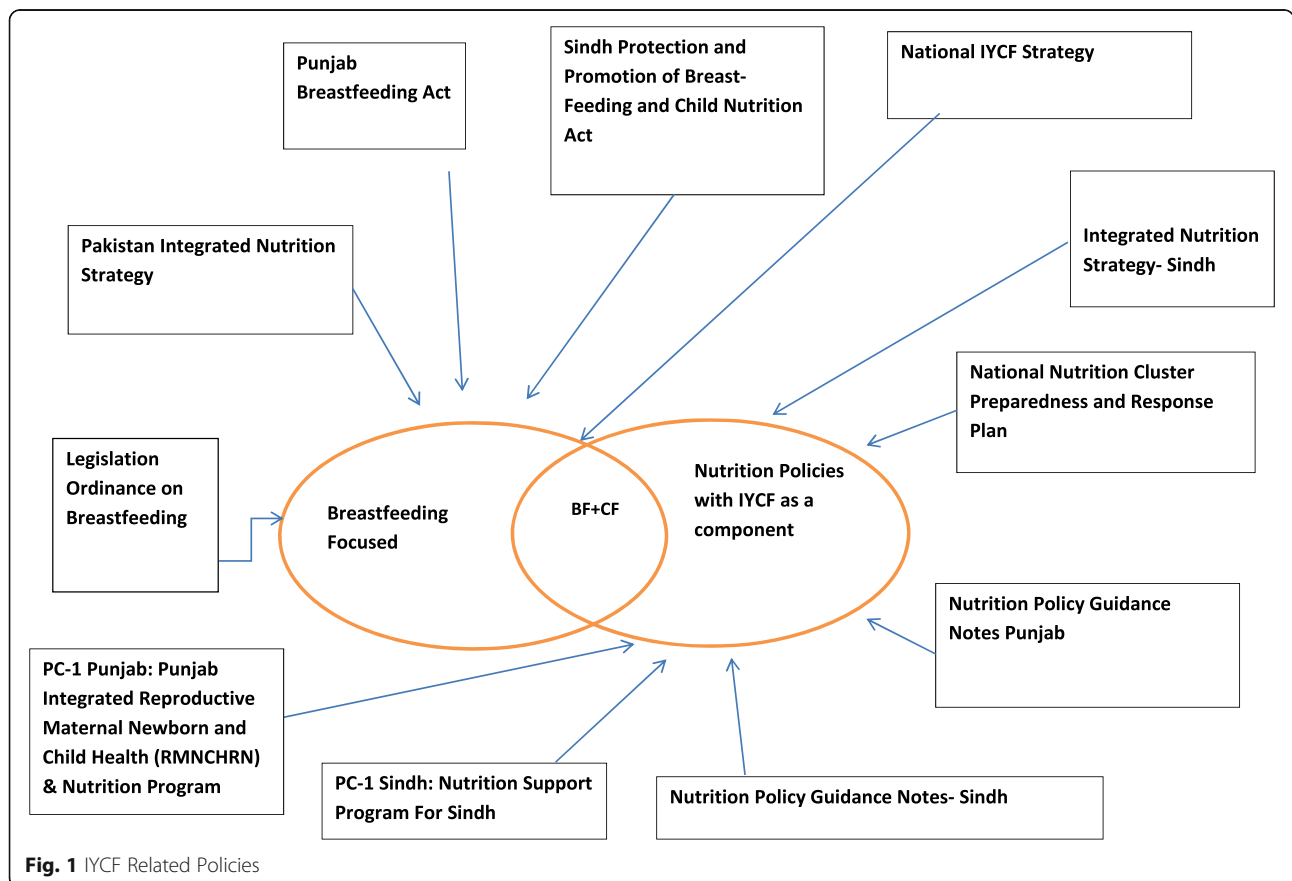 Punjab
Breastfeeding Act
Sindh Protection and
Promotion of Breast-
Feeding and Child Nutrition
Act
National IYCF Strategy
Pakistan Integrated Nutrition
Strategy
Integrated Nutrition
Strategy- Sindh
National Nutrition Cluster
Preparedness and Response
Plan
Legislation
Ordinance on
Breastfeeding
Breastfeeding
Focused
BF+CF
Nutrition Policies
with IYCF as a
component
Nutrition Policy Guidance
Notes Punjab
PC-1 Punjab: Punjab
Integrated Reproductive
Maternal Newborn and
Child Health (RMNCHRN)
& Nutrition Program
PC-1 Sindh: Nutrition Support
Program For Sindh
Nutrition Policy Guidance Notes- Sindh
Fig. 1 IYCF Related Policies